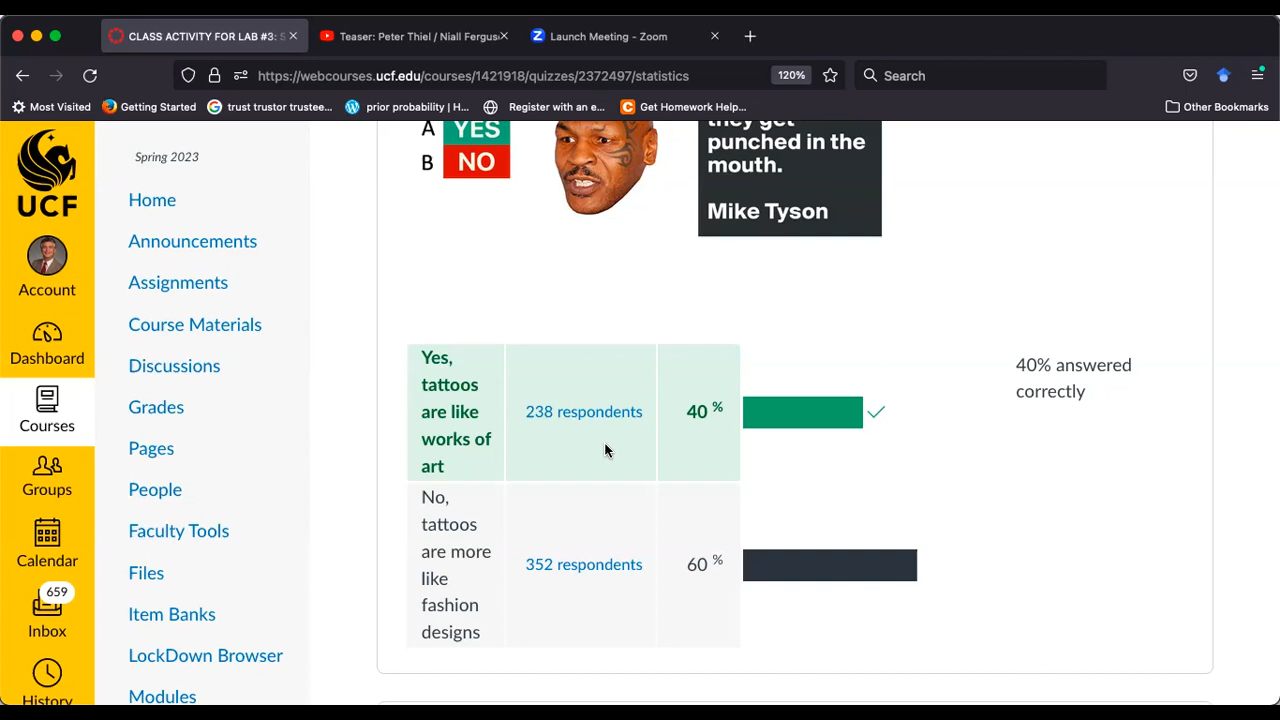 CLASS ACTIVITY FOR LAB #3: S
Teaser: Peter Thiel / Niall Fergus
Launch Meeting - Zoom
https://webcourses.ucf.edu/courses/1421918/quizzes/2372497/statistics
120%
Search
Most Visited
Getting Started
trust trustor trustee...
prior probability | H...
Register with an e...
Get Homework Help...
Other Bookmarks
UCF
Account
Dashboard
Courses
Groups
Calendar
659
Inbox
History
Spring 2023
Home
Announcements
Assignments
Course Materials
Discussions
Grades
Pages
People
Faculty Tools
Files
Item Banks
LockDown Browser
Modules
A YES
B NO
they get
punched in the
mouth.
Mike Tyson
Yes,
tattoos
are like
works of
art
238 respondents
40 %
40% answered
correctly
No,
tattoos
are more
like
fashion
designs
352 respondents
60 %